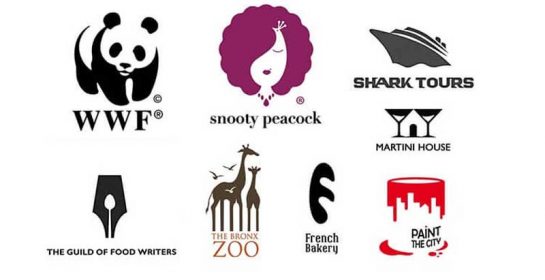 ©
WWF®
®
snooty peacock
SHARK TOURS
MARTINI HOUSE
THE GUILD OF FOOD WRITERS
THE BRONX
ZOO
French
Bakery
PAiNT
THE CiTY